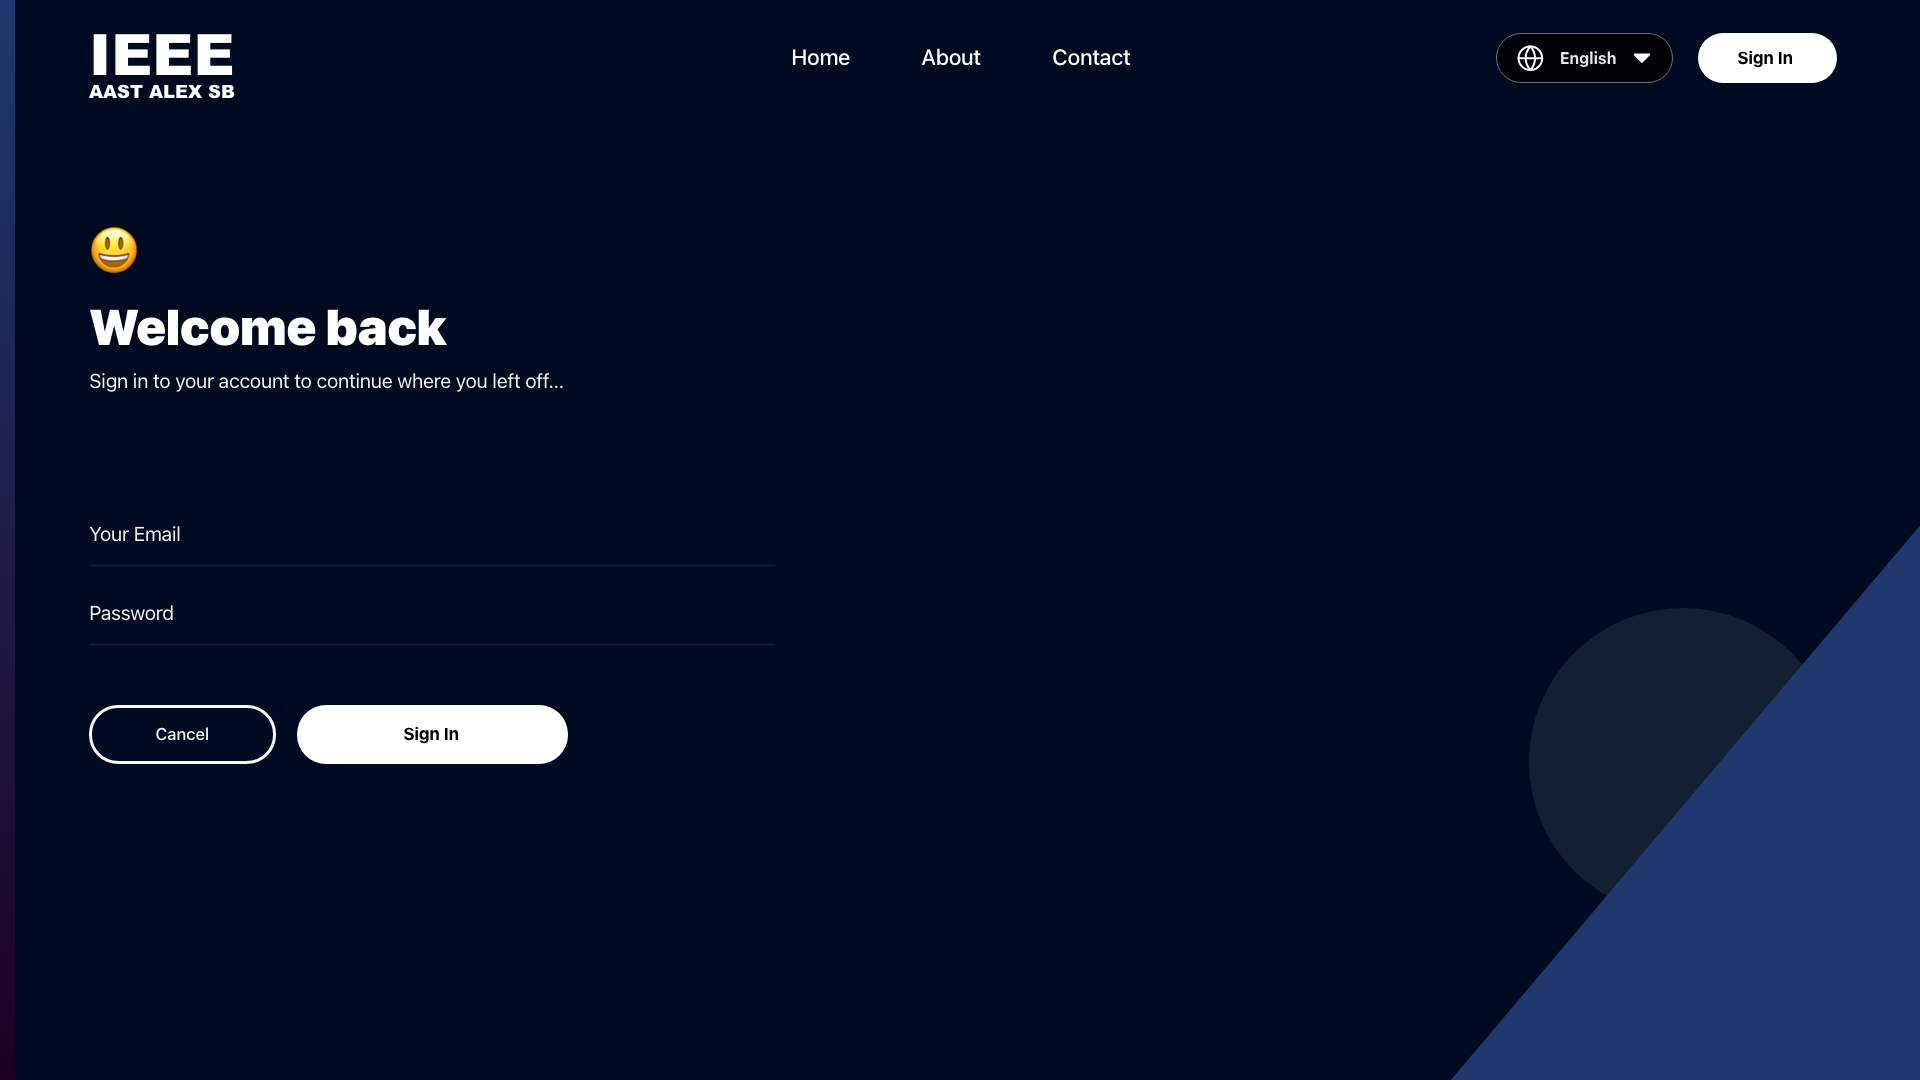 IEEE
AAST ALEX SB
Home
About
Contact
English
Sign In
Welcome back
Sign in to your account to continue where you left off...
Your Email
Password
Cancel
Sign In